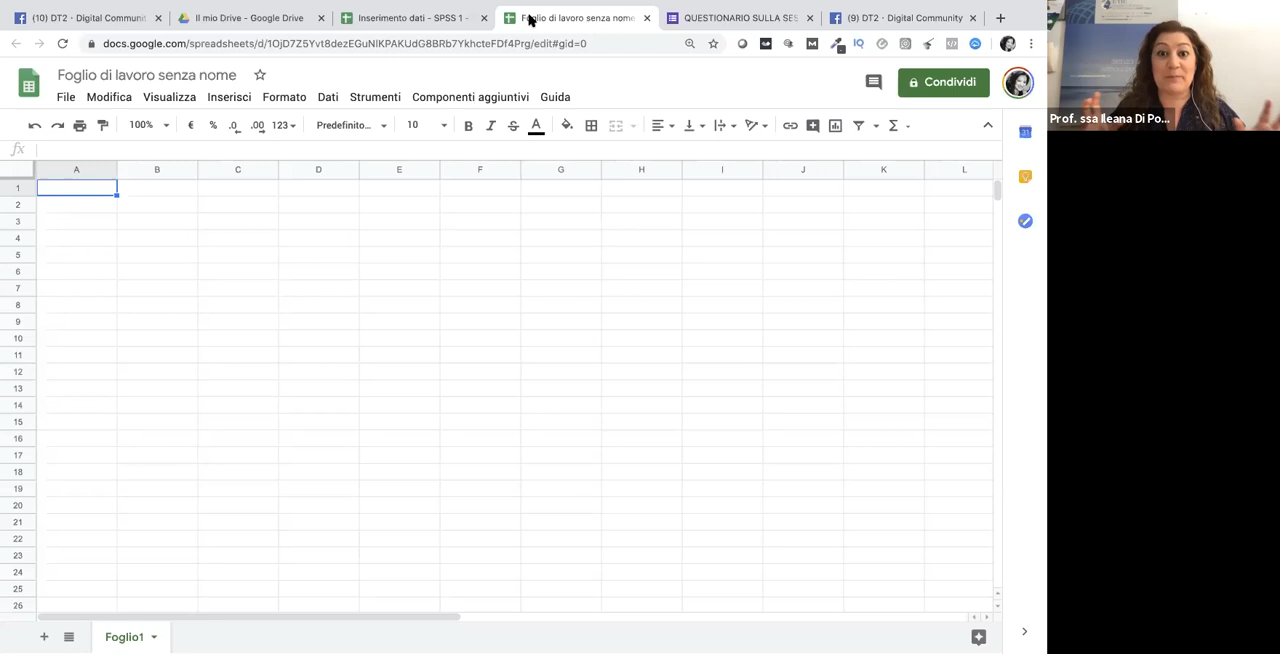 (10) DT2 · Digital Communit
Il mio Drive - Google Drive
Inserimento dati - SPSS 1 -
Foglio di lavoro senza nome
QUESTIONARIO SULLA SES
(9) DT2 · Digital Community
docs.google.com/spreadsheets/d/1OjD7Z5Yvt8dezEGuNlKPAKUdG8BRb7YkhcteFDf4Prg/edit#gid=0
IQ
Foglio di lavoro senza nome
Condividi
File Modifica Visualizza Inserisci Formato Dati Strumenti Componenti aggiuntivi Guida
100% € % .0 .00 123 Predefinito... 10 B I S A Σ
fx
A B C D E F G H I J K L
1
2
3
4
5
6
7
8
9
10
11
12
13
14
15
16
17
18
19
20
21
22
23
24
25
26
Foglio1
31
Prof. ssa Ileana Di Po...